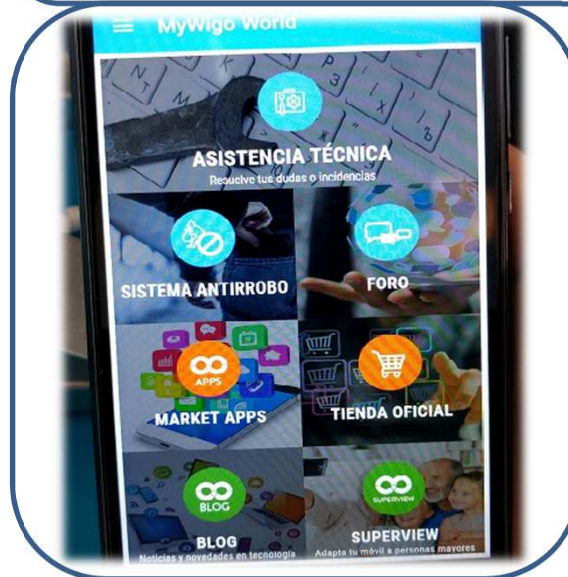 MyWigo World
ASISTENCIA TÉCNICA
Resuelve tus dudas o incidencias
SISTEMA ANTIRROBO
FORO
APPS
MARKET APPS
TIENDA OFICIAL
BLOG
BLOG
Noticias y novedades en tecnología
SUPERVIEW
SUPERVIEW
Adapta tu móvil a personas mayores